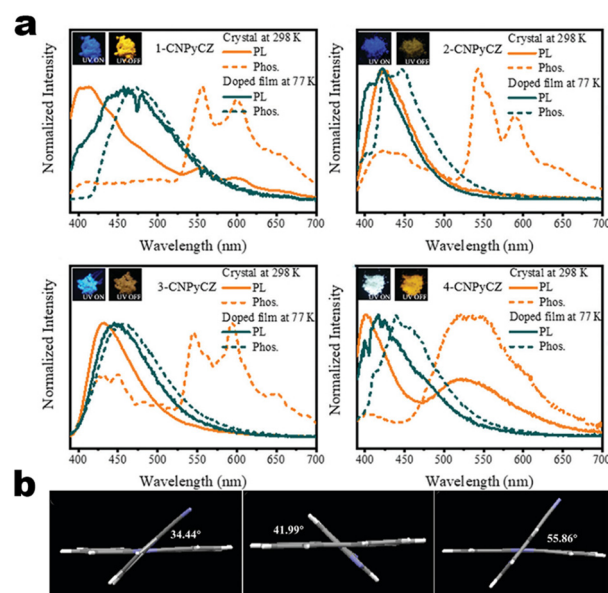 a
1-CNPyCZ
UV ON
UV OFF
Crystal at 298 K
PL
Phos.
Doped film at 77 K
PL
Phos.
Normalized Intensity
400 450 500 550 600 650 700
Wavelength (nm)
2-CNPyCZ
UV ON
UV OFF
Crystal at 298 K
PL
Phos.
Doped film at 77 K
PL
Phos.
Normalized Intensity
400 450 500 550 600 650 700
Wavelength (nm)
3-CNPyCZ
UV ON
UV OFF
Crystal at 298 K
PL
Phos.
Doped film at 77 K
PL
Phos.
Normalized Intensity
400 450 500 550 600 650 700
Wavelength (nm)
4-CNPyCZ
UV ON
UV OFF
Crystal at 298 K
PL
Phos.
Doped film at 77 K
PL
Phos.
Normalized Intensity
400 450 500 550 600 650 700
Wavelength (nm)
b
34.44°
41.99°
55.86°